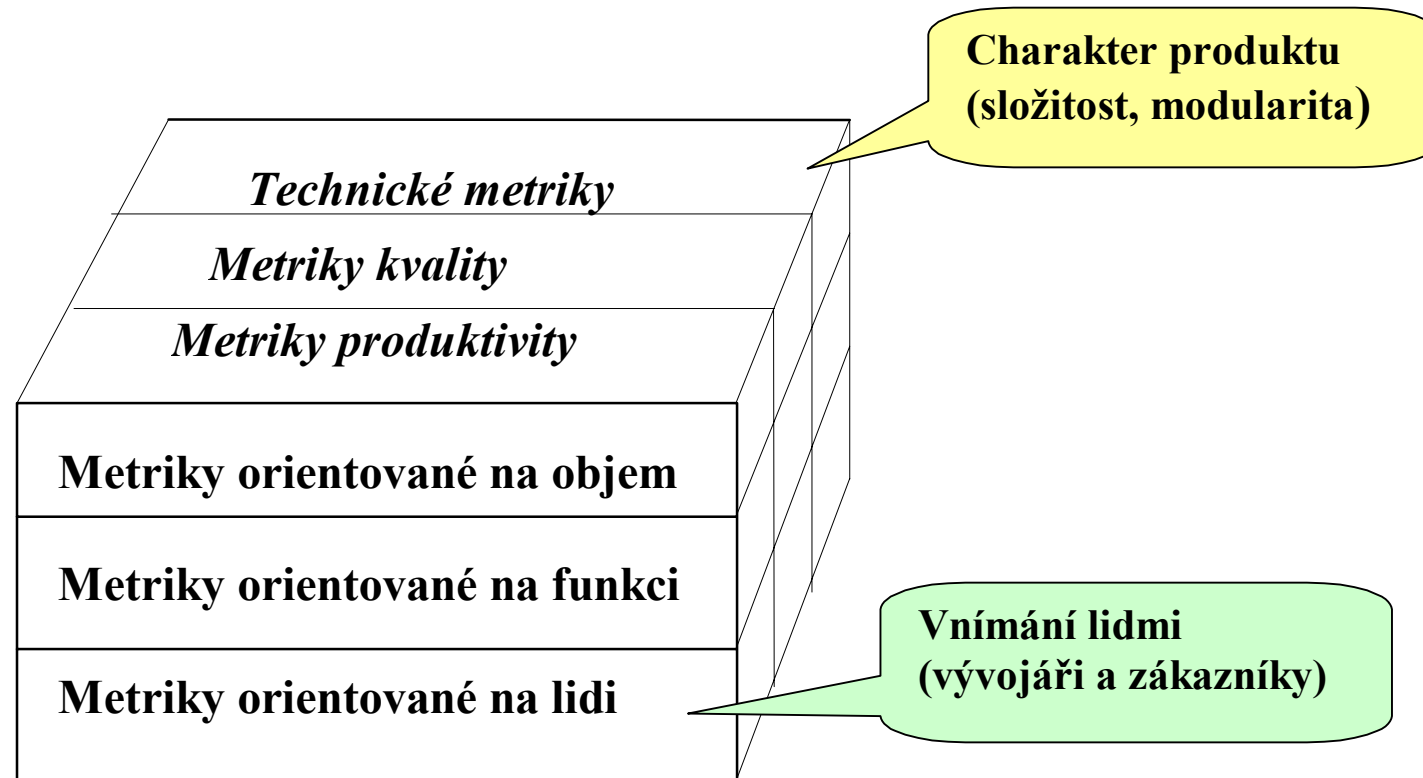 Charakter produktu
(složitost, modularita)
Technické metriky
Metriky kvality
Metriky produktivity
Metriky orientované na objem
Metriky orientované na funkci
Metriky orientované na lidi
Vnímání lidmi
(vývojáři a zákazníky)